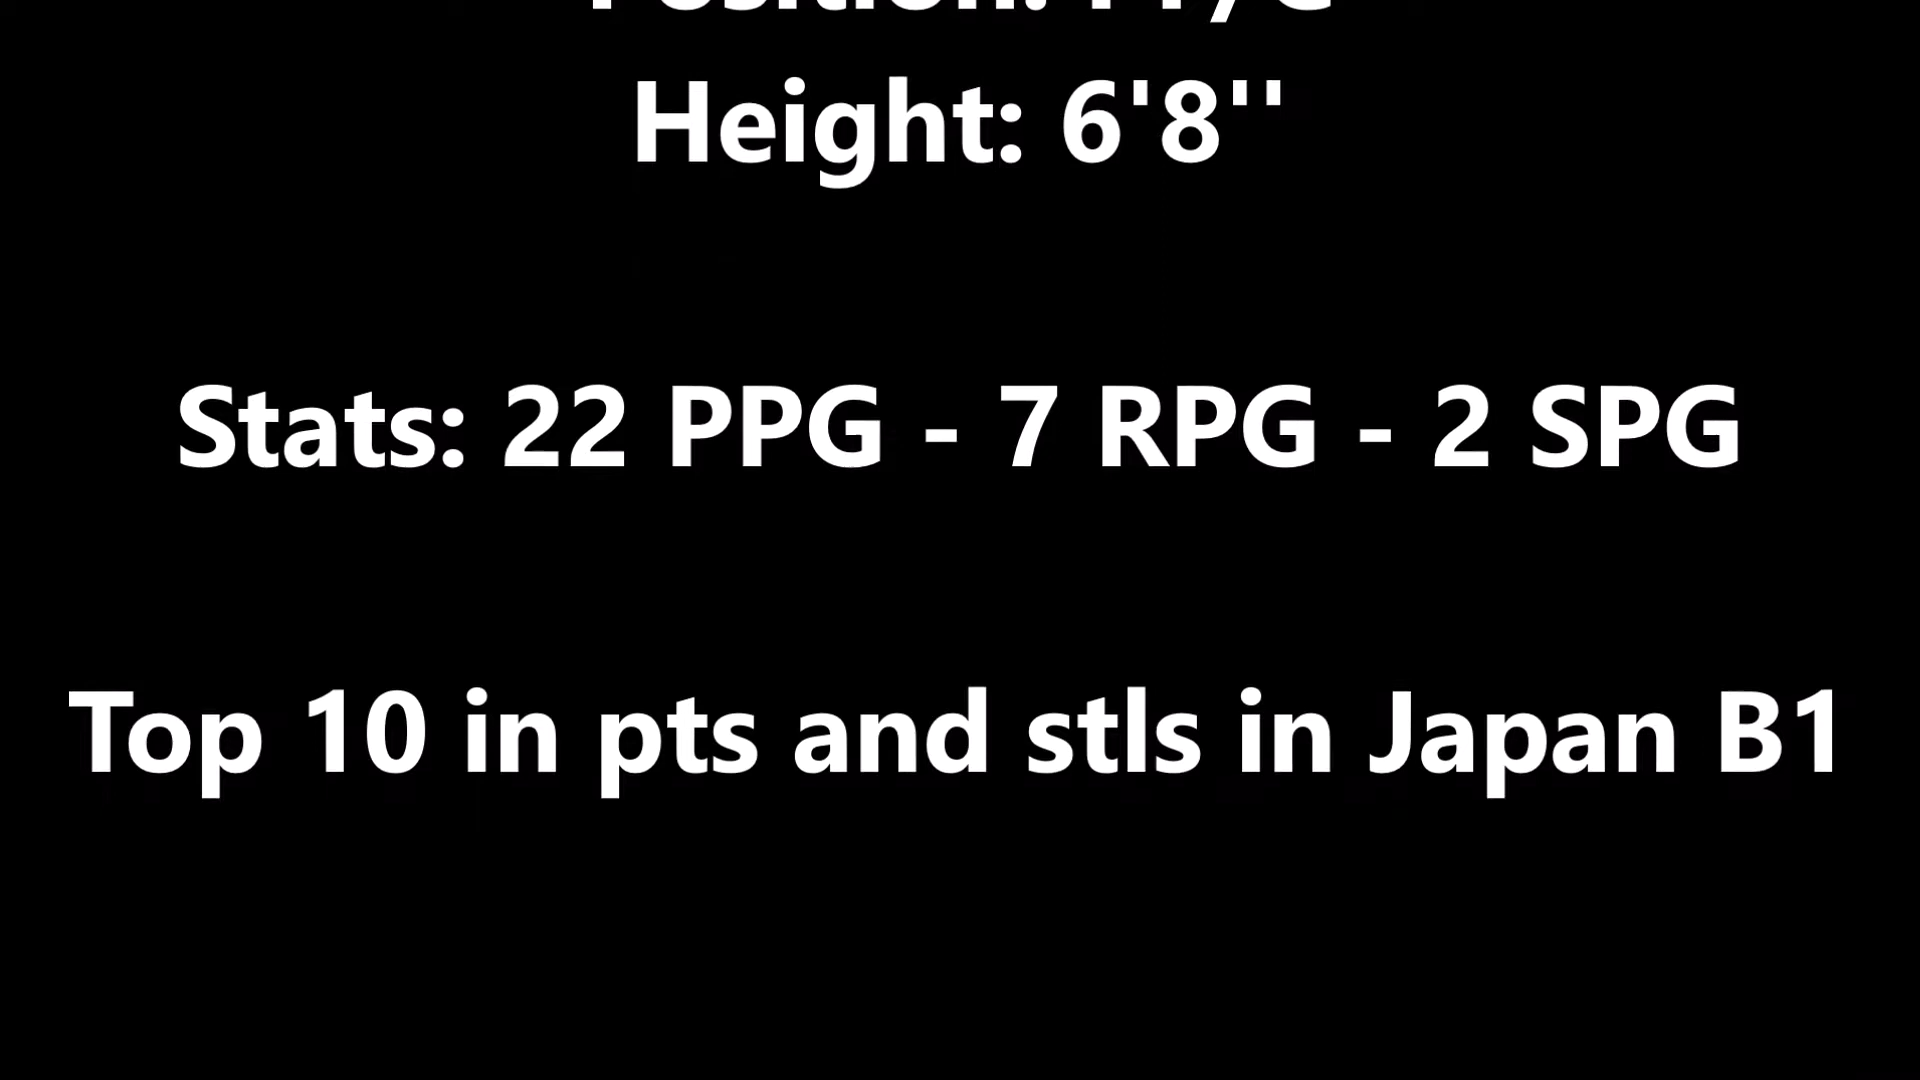 Position:
Height: 6'8''
Stats: 22 PPG - 7 RPG - 2 SPG
Top 10 in pts and stls in Japan B1